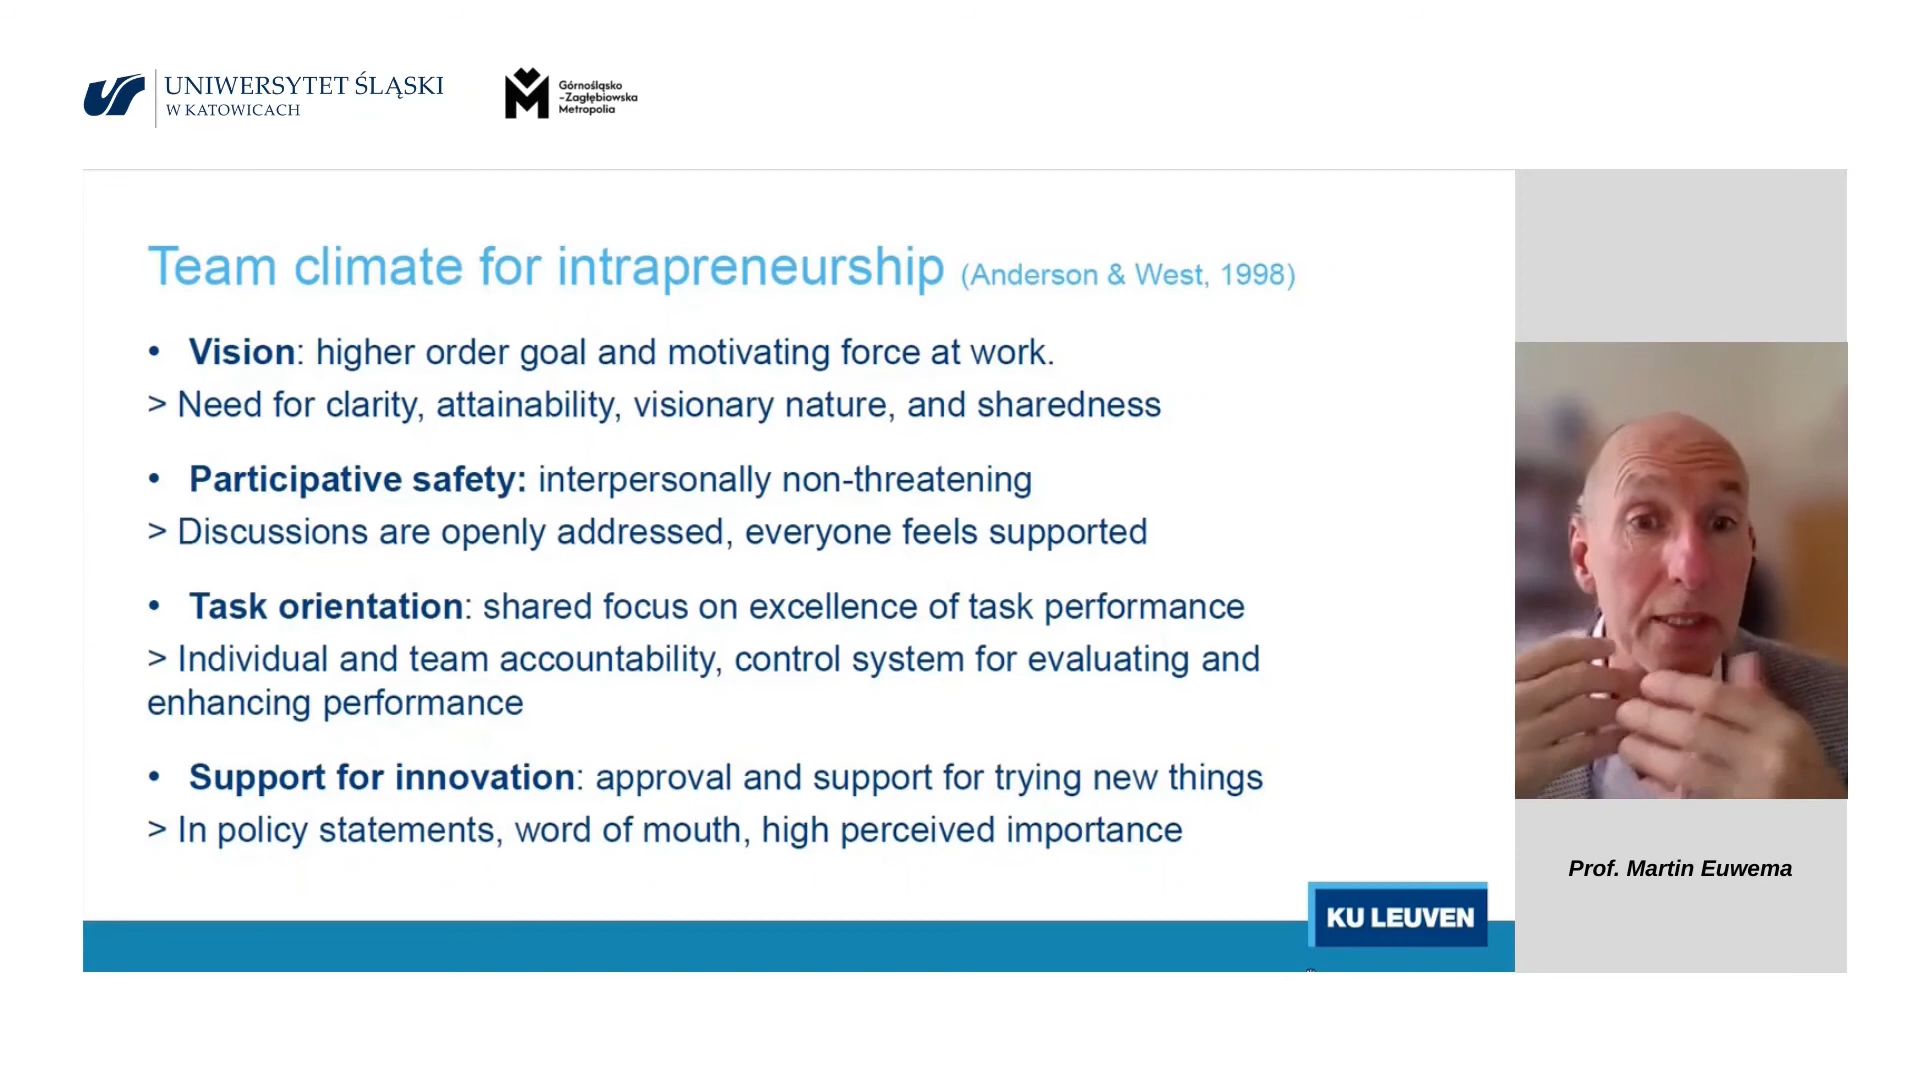 UNIWERSYTET ŚLĄSKI
W KATOWICACH
Górnośląsko
-Zagłębiowska
Metropolia
Team climate for intrapreneurship (Anderson & West, 1998)
• Vision: higher order goal and motivating force at work.
> Need for clarity, attainability, visionary nature, and sharedness
• Participative safety: interpersonally non-threatening
> Discussions are openly addressed, everyone feels supported
• Task orientation: shared focus on excellence of task performance
> Individual and team accountability, control system for evaluating and
enhancing performance
• Support for innovation: approval and support for trying new things
> In policy statements, word of mouth, high perceived importance
KU LEUVEN
Prof. Martin Euwema